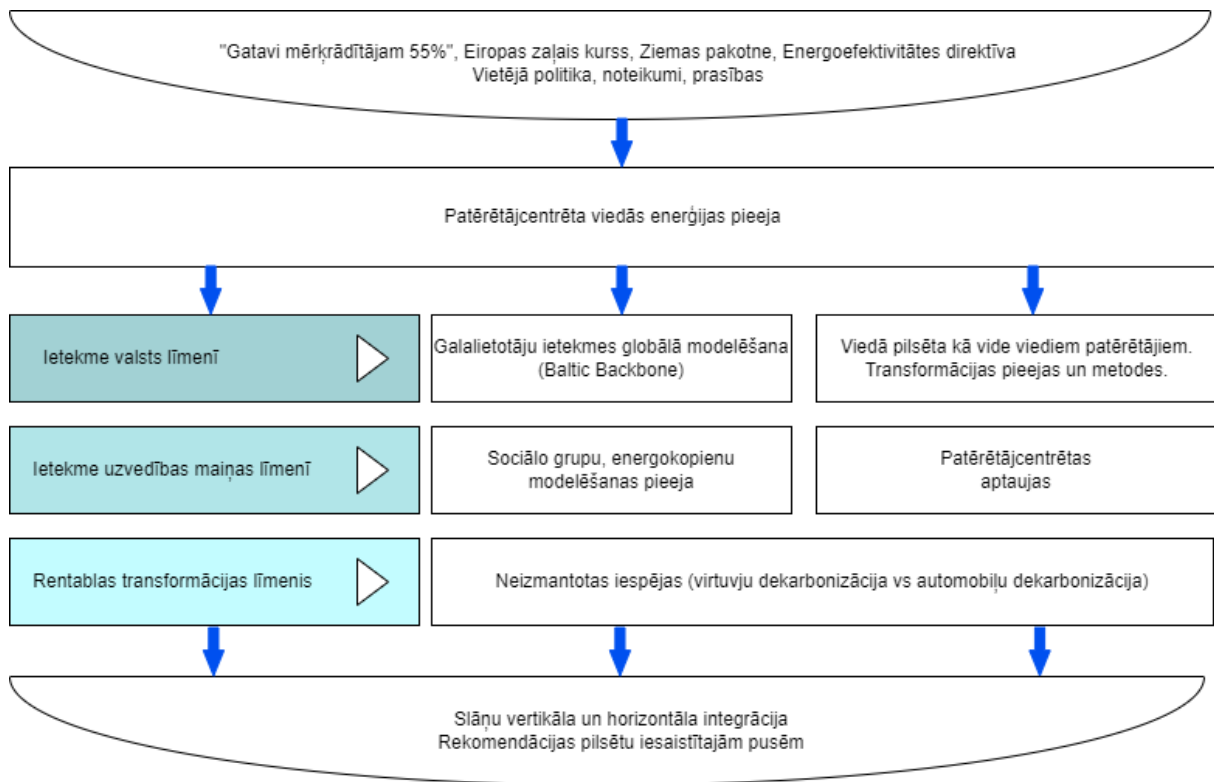 "Gatavi mērķrādītājam 55%", Eiropas zaļais kurss, Ziemas pakotne, Energoefektivitātes direktīva
Vietējā politika, noteikumi, prasības
Patērētājcentrēta viedās enerģijas pieeja
Ietekme valsts līmenī
Galalietotāju ietekmes globālā modelēšana
(Baltic Backbone)
Viedā pilsēta kā vide viediem patērētājiem.
Transformācijas pieejas un metodes.
Ietekme uzvedības maiņas līmenī
Sociālo grupu, energokopienu
modelēšanas pieeja
Patērētājcentrētas
aptaujas
Rentablas transformācijas līmenis
Neizmantotas iespējas (virtuvju dekarbonizācija vs automobiļu dekarbonizācija)
Slāņu vertikāla un horizontāla integrācija
Rekomendācijas pilsētu iesaistītajām pusēm